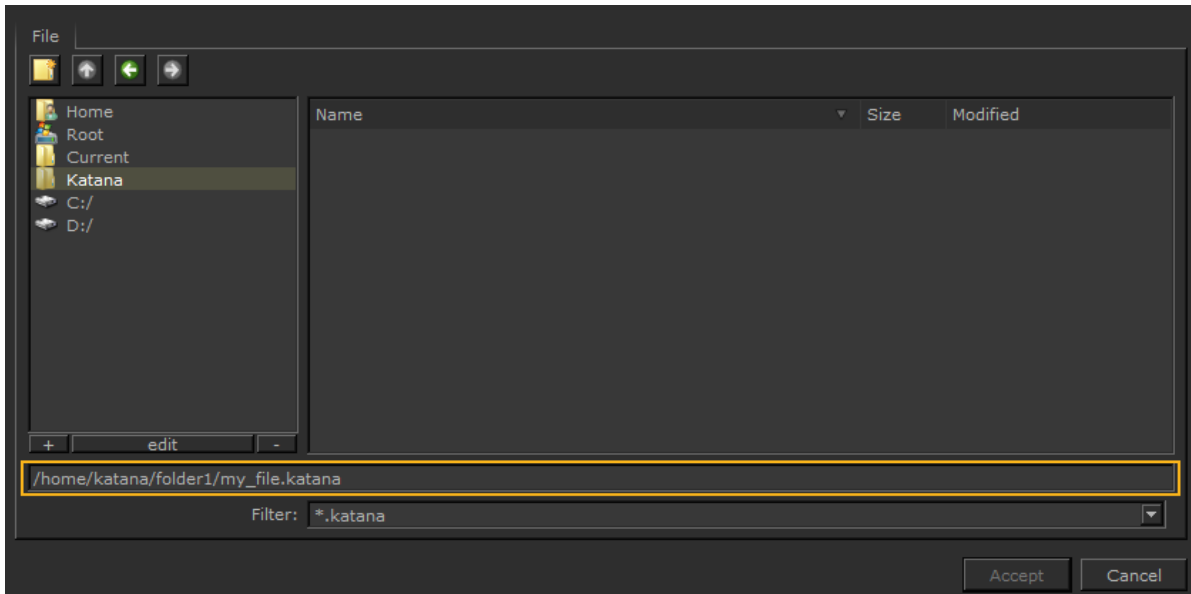 File
Home
Root
Current
Katana
C:/
D:/
Name Size Modified
+ edit -
/home/katana/folder1/my_file.katana
Filter: *.katana
Accept Cancel